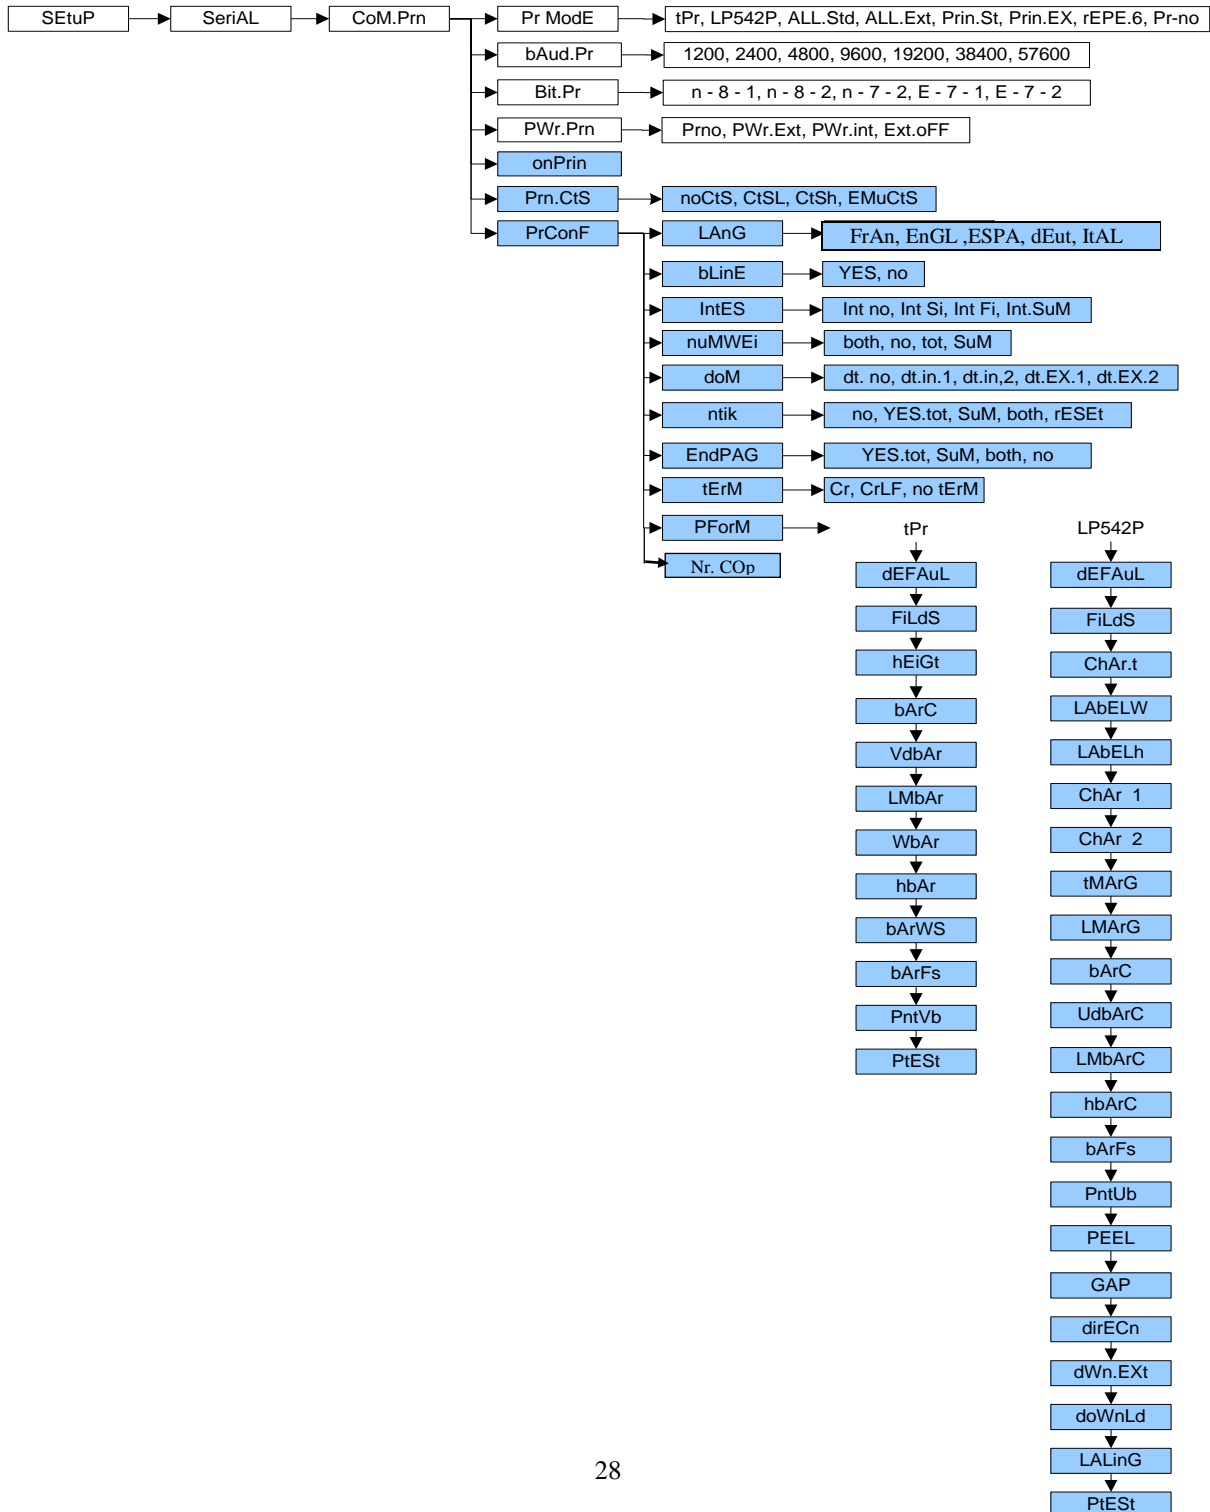 SEtuP SeriAL CoM.Prn Pr ModE tPr, LP542P, ALL.Std, ALL.Ext, Prin.St, Prin.EX, rEPE.6, Pr-no
bAud.Pr 1200, 2400, 4800, 9600, 19200, 38400, 57600
Bit.Pr n - 8 - 1, n - 8 - 2, n - 7 - 2, E - 7 - 1, E - 7 - 2
PWr.Prn Prno, PWr.Ext, PWr.int, Ext.oFF
onPrin
Prn.CtS noCtS, CtSL, CtSh, EMuCtS
PrConF LAnG FrAn, EnGL ,ESPA, dEut, ItAL
bLinE YES, no
IntES Int no, Int Si, Int Fi, Int.SuM
nuMWEi both, no, tot, SuM
doM dt. no, dt.in.1, dt.in,2, dt.EX.1, dt.EX.2
ntik no, YES.tot, SuM, both, rESEt
EndPAG YES.tot, SuM, both, no
tErM Cr, CrLF, no tErM
PForM tPr LP542P
Nr. COp dEFAuL dEFAuL
FiLdS FiLdS
hEiGt ChAr.t
bArC LAbELW
VdbAr LAbELh
LMbAr ChAr 1
WbAr ChAr 2
hbAr tMArG
bArWS LMArG
bArFs bArC
PntVb UdbArC
PtESt LMbArC
hbArC
bArFs
PntUb
PEEL
GAP
dirECn
dWn.EXt
doWnLd
LALinG
PtESt
28